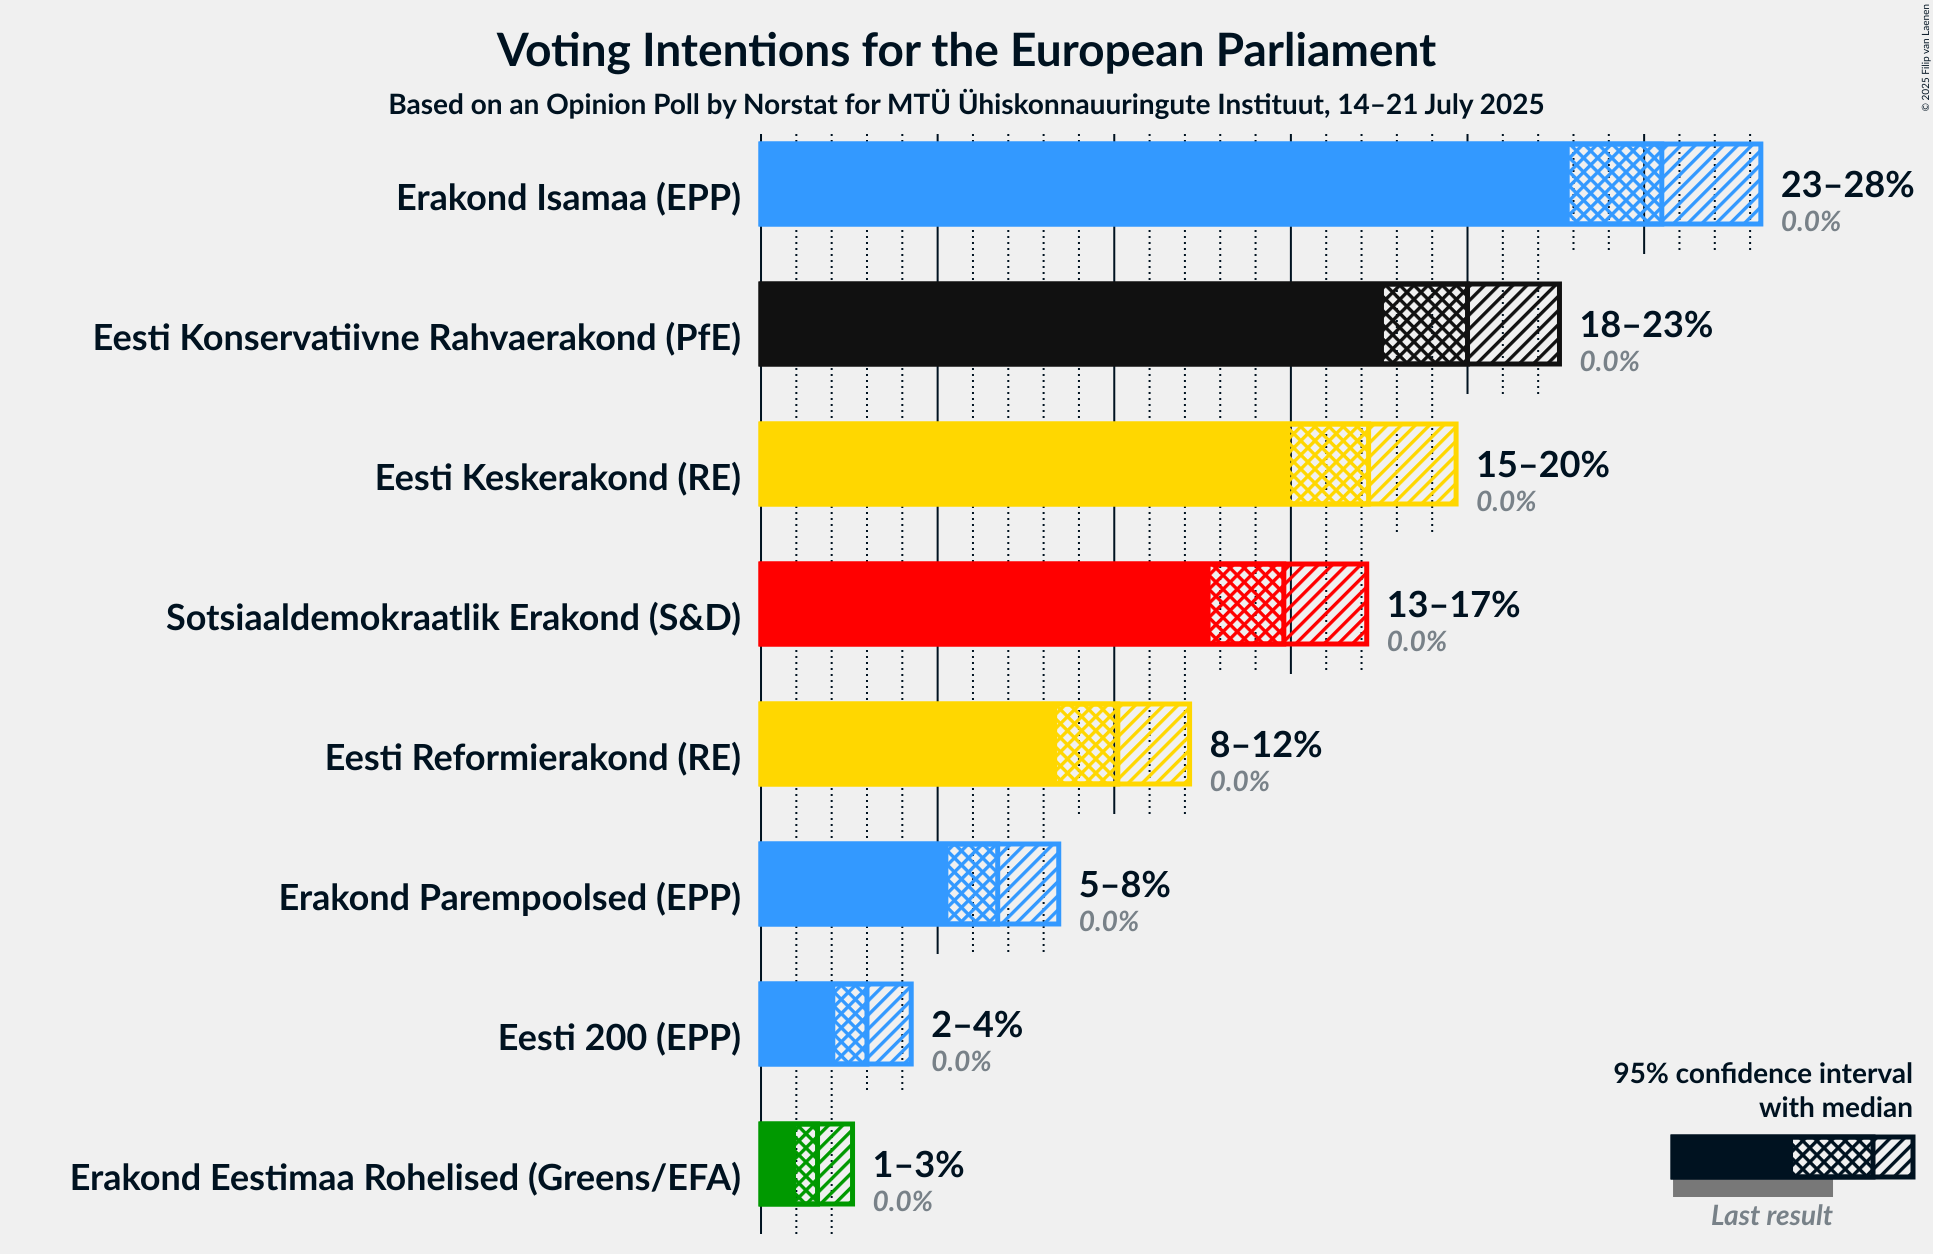 Voting Intentions for the European Parliament
Based on an Opinion Poll by Norstat for MTÜ Ühiskonnauuringute Instituut, 14–21 July 2025
© 2025 Filip van Laenen
Erakond Isamaa (EPP)
23–28%
0.0%
Eesti Konservatiivne Rahvaerakond (PfE)
18–23%
0.0%
Eesti Keskerakond (RE)
15–20%
0.0%
Sotsiaaldemokraatlik Erakond (S&D)
13–17%
0.0%
Eesti Reformierakond (RE)
8–12%
0.0%
Erakond Parempoolsed (EPP)
5–8%
0.0%
Eesti 200 (EPP)
2–4%
0.0%
Erakond Eestimaa Rohelised (Greens/EFA)
1–3%
0.0%
95% confidence interval
with median
Last result